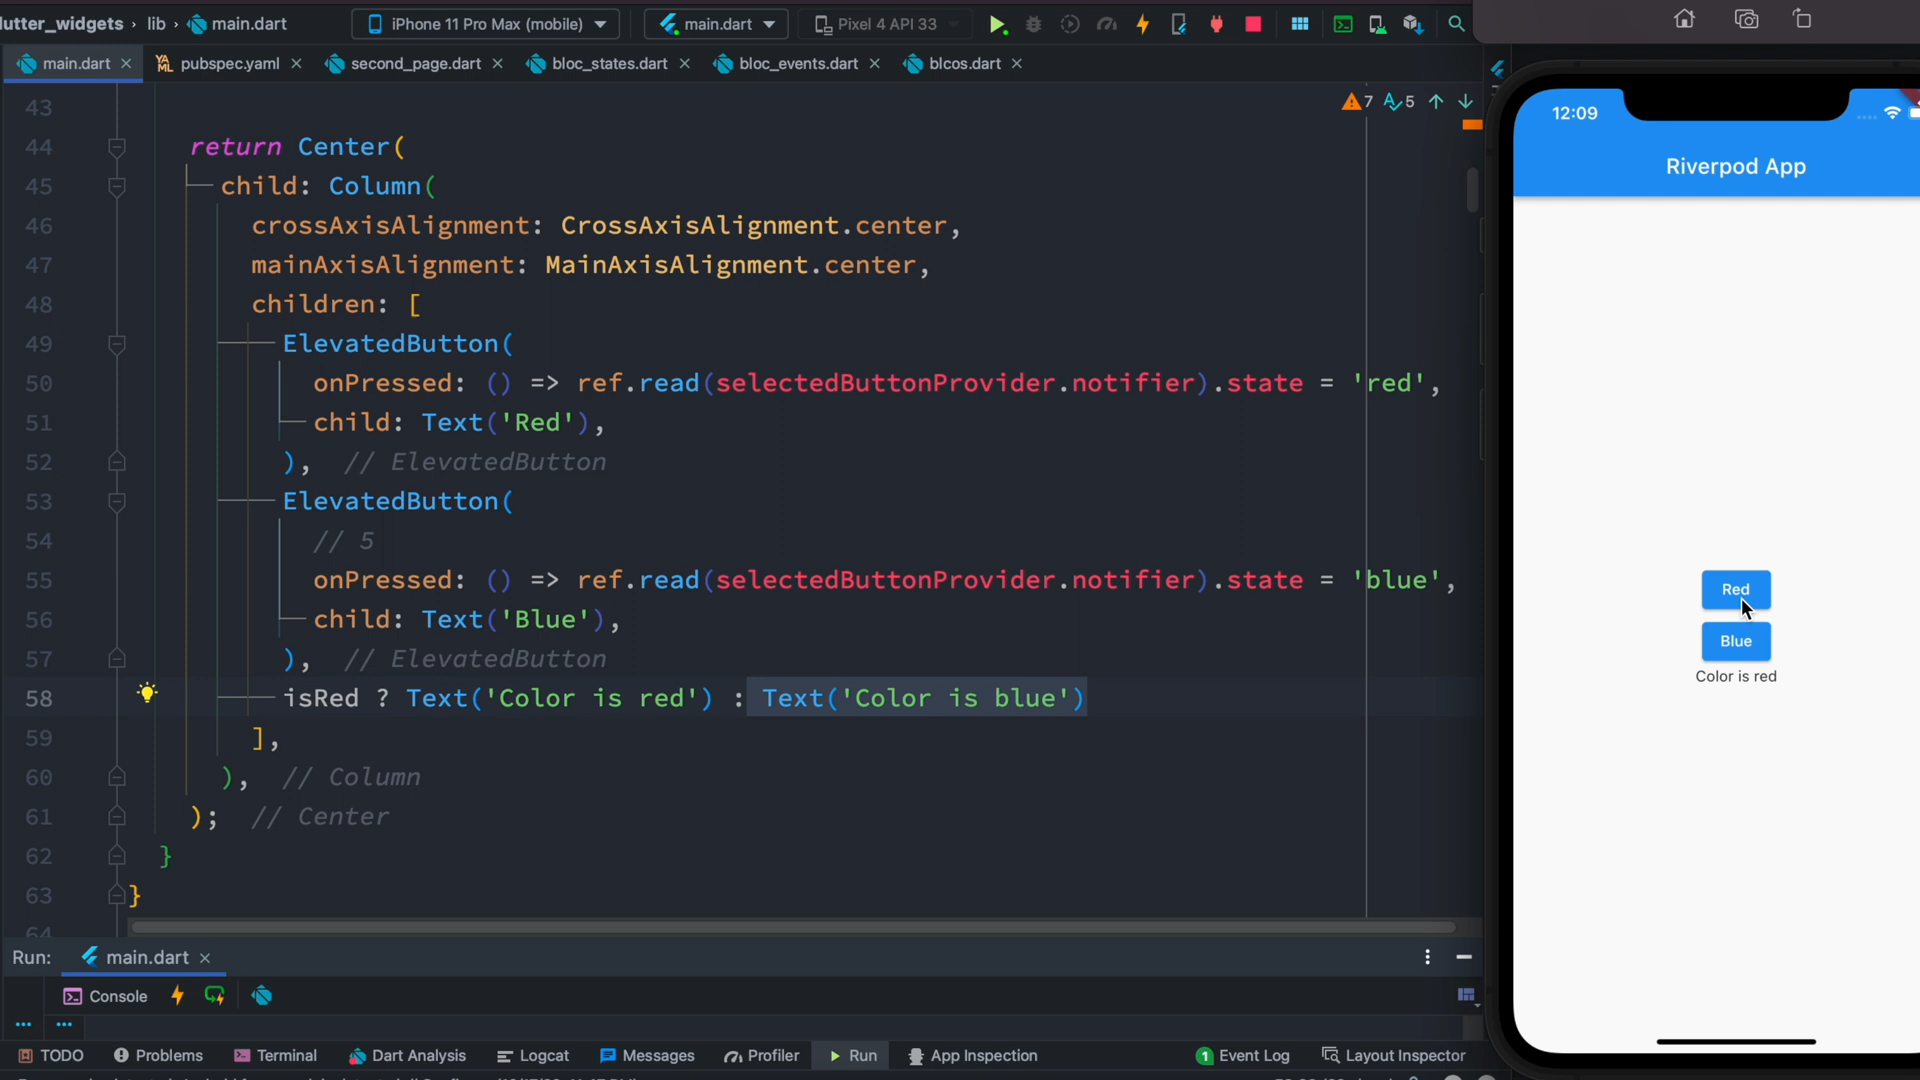 lutter_widgets › lib › main.dart
iPhone 11 Pro Max (mobile) main.dart Pixel 4 API 33
main.dart pubspec.yaml second_page.dart bloc_states.dart bloc_events.dart blcos.dart
7 5
43
44 return Center(
45 child: Column(
46 crossAxisAlignment: CrossAxisAlignment.center,
47 mainAxisAlignment: MainAxisAlignment.center,
48 children: [
49 ElevatedButton(
50 onPressed: () => ref.read(selectedButtonProvider.notifier).state = 'red',
51 child: Text('Red'),
52 ), // ElevatedButton
53 ElevatedButton(
54 // 5
55 onPressed: () => ref.read(selectedButtonProvider.notifier).state = 'blue',
56 child: Text('Blue'),
57 ), // ElevatedButton
58 isRed ? Text('Color is red') : Text('Color is blue')
59 ],
60 ), // Column
61 ); // Center
62 }
63 }
64
Run: main.dart
Console
TODO Problems Terminal Dart Analysis Logcat Messages Profiler Run App Inspection 1 Event Log Layout Inspector
12:09
Riverpod App
Red
Blue
Color is red